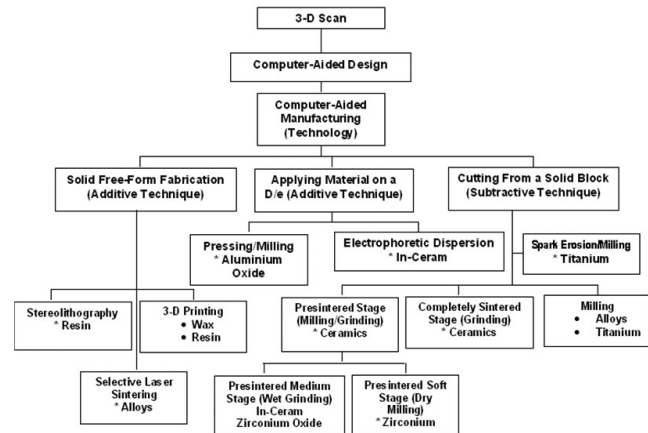 3-D Scan
Computer-Aided Design
Computer-Aided
Manufacturing
(Technology)
Solid Free-Form Fabrication
(Additive Technique)
Applying Material on a
D/e (Additive Technique)
Cutting From a Solid Block
(Subtractive Technique)
Pressing/Milling
* Aluminium
Oxide
Electrophoretic Dispersion
* In-Ceram
Spark Erosion/Milling
* Titanium
Stereolithography
* Resin
3-D Printing
• Wax
• Resin
Presintered Stage
(Milling/Grinding)
* Ceramics
Completely Sintered
Stage (Grinding)
* Ceramics
Milling
• Alloys
• Titanium
Selective Laser
Sintering
* Alloys
Presintered Medium
Stage (Wet Grinding)
In-Ceram
Zirconium Oxide
Presintered Soft
Stage (Dry
Milling)
* Zirconium